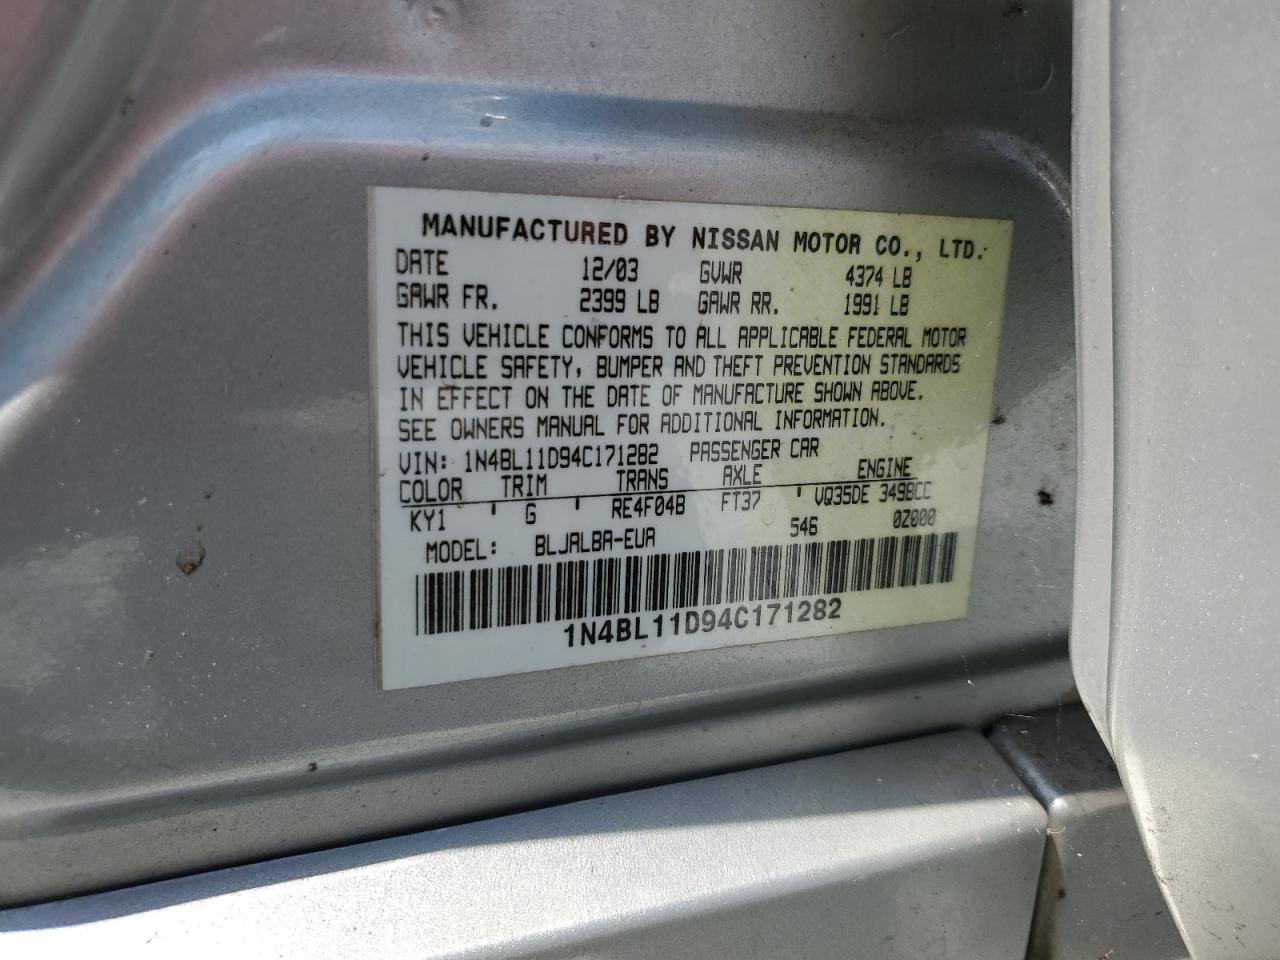 MANUFACTURED BY NISSAN MOTOR CO., LTD.
DATE 12/03 GVWR 4374 LB
GAWR FR. 2399 LB GAWR RR. 1991 LB
THIS VEHICLE CONFORMS TO ALL APPLICABLE FEDERAL MOTOR
VEHICLE SAFETY, BUMPER AND THEFT PREVENTION STANDARDS
IN EFFECT ON THE DATE OF MANUFACTURE SHOWN ABOVE.
SEE OWNERS MANUAL FOR ADDITIONAL INFORMATION.
VIN: 1N4BL11D94C171282 PASSENGER CAR
COLOR TRIM TRANS AXLE ENGINE
KY1 G RE4F04B FT37 VQ35DE 3498CC
MODEL: BLJALBA-EUA 546 0Z000
1N4BL11D94C171282